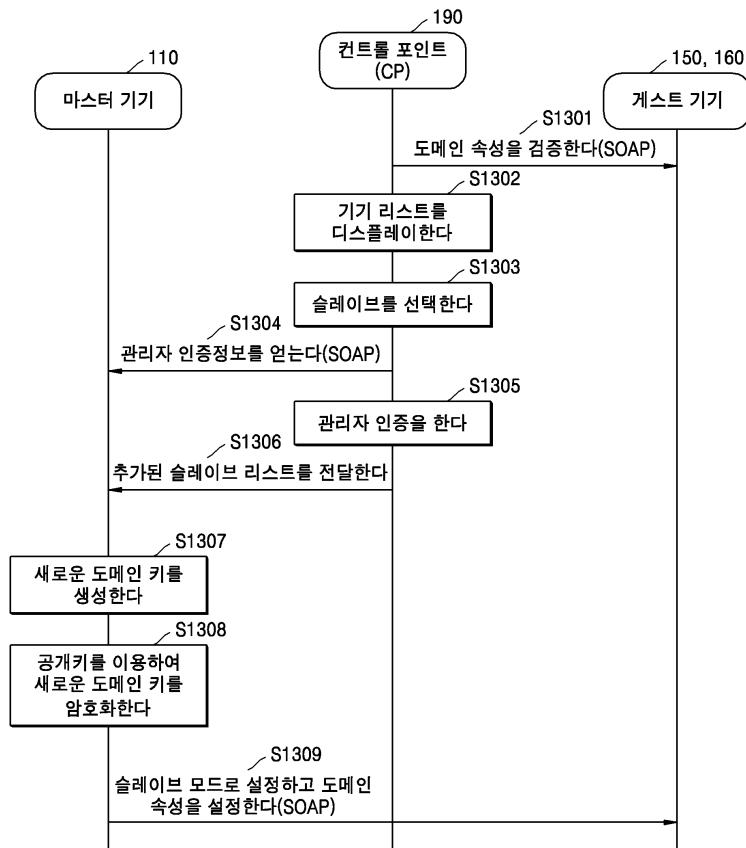 190
컨트롤 포인트
(CP)
110
마스터 기기
150, 160
게스트 기기
S1301
도메인 속성을 검증한다(SOAP)
S1302
기기 리스트를
디스플레이한다
S1303
슬레이브를 선택한다
S1304
관리자 인증정보를 얻는다(SOAP)
S1305
관리자 인증을 한다
S1306
추가된 슬레이브 리스트를 전달한다
S1307
새로운 도메인 키를
생성한다
S1308
공개키를 이용하여
새로운 도메인 키를
암호화한다
S1309
슬레이브 모드로 설정하고 도메인
속성을 설정한다(SOAP)